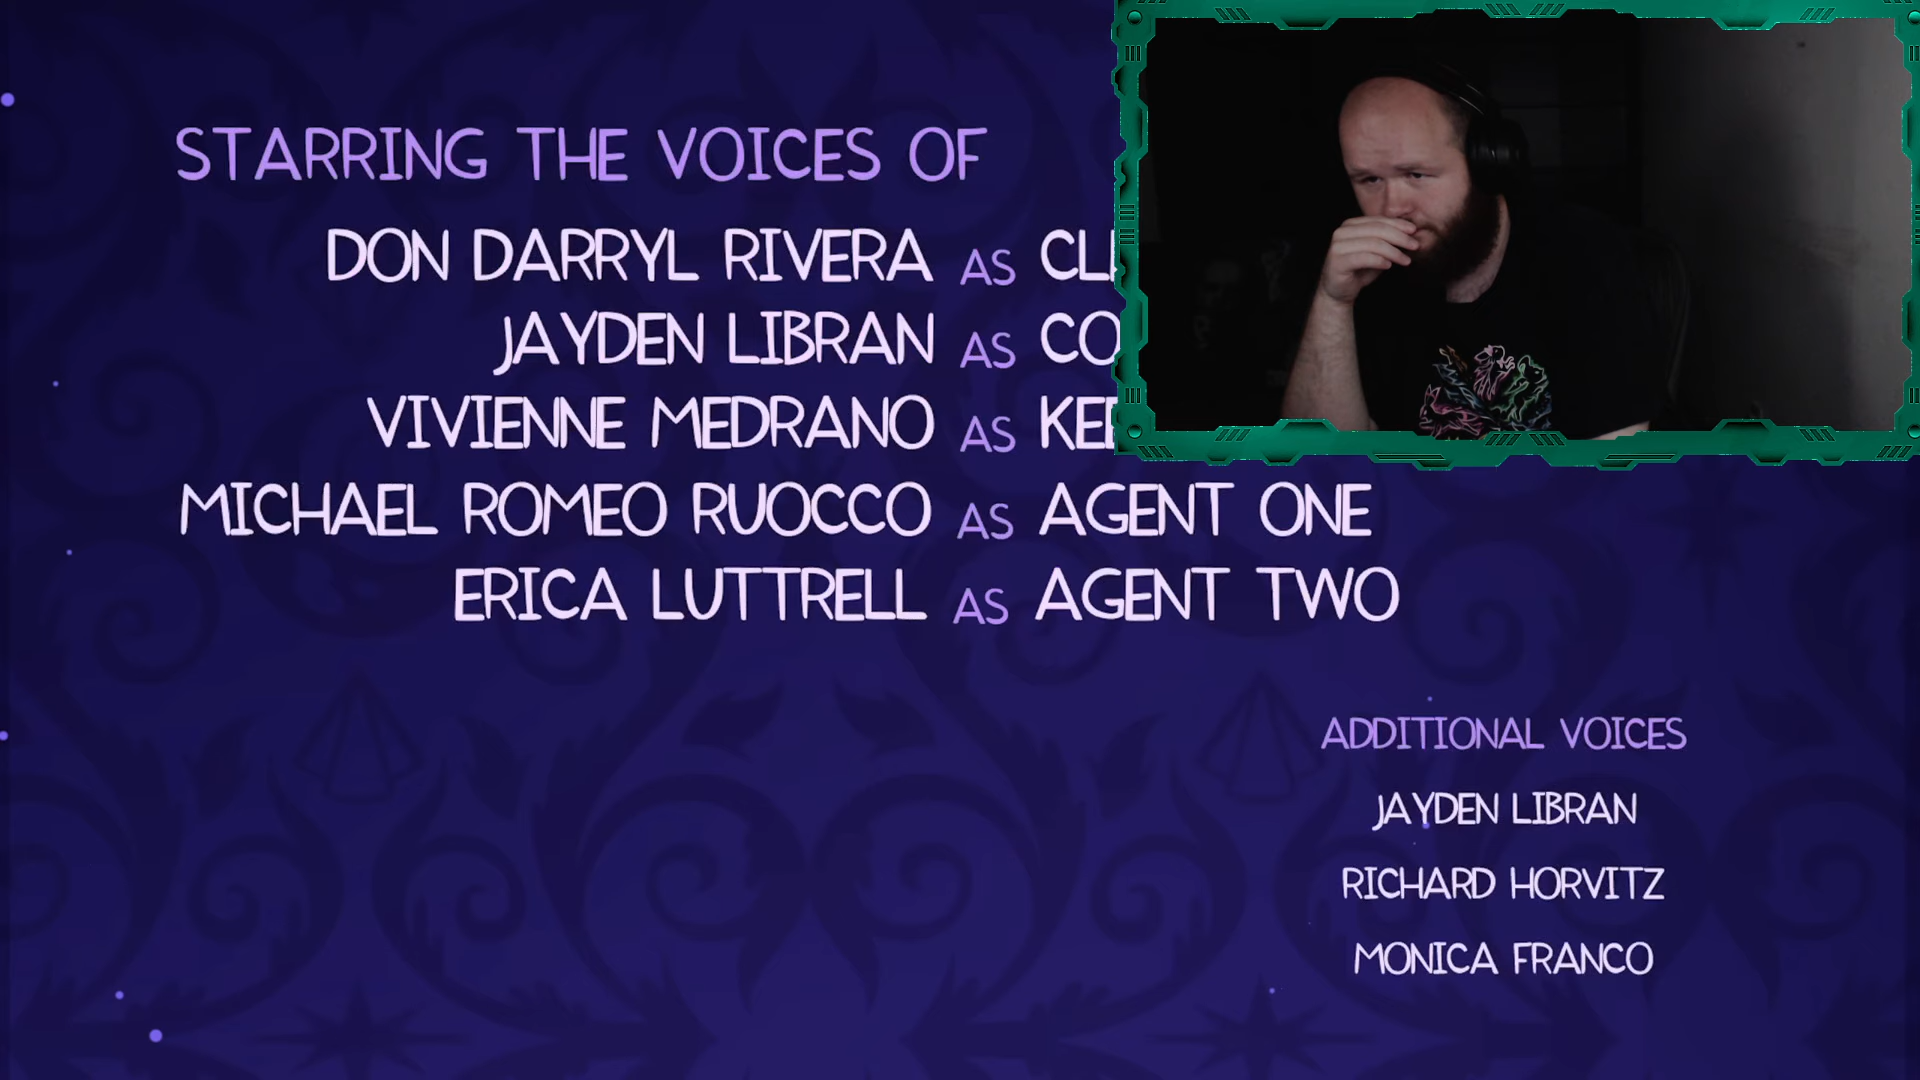 STARRING THE VOICES OF
DON DARRYL RIVERA AS
JAYDEN LIBRAN AS
VIVIENNE MEDRANO AS
MICHAEL ROMEO RUOCCO AS AGENT ONE
ERICA LUTTRELL AS AGENT TWO
ADDITIONAL VOICES
JAYDEN LIBRAN
RICHARD HORVITZ
MONICA FRANCO